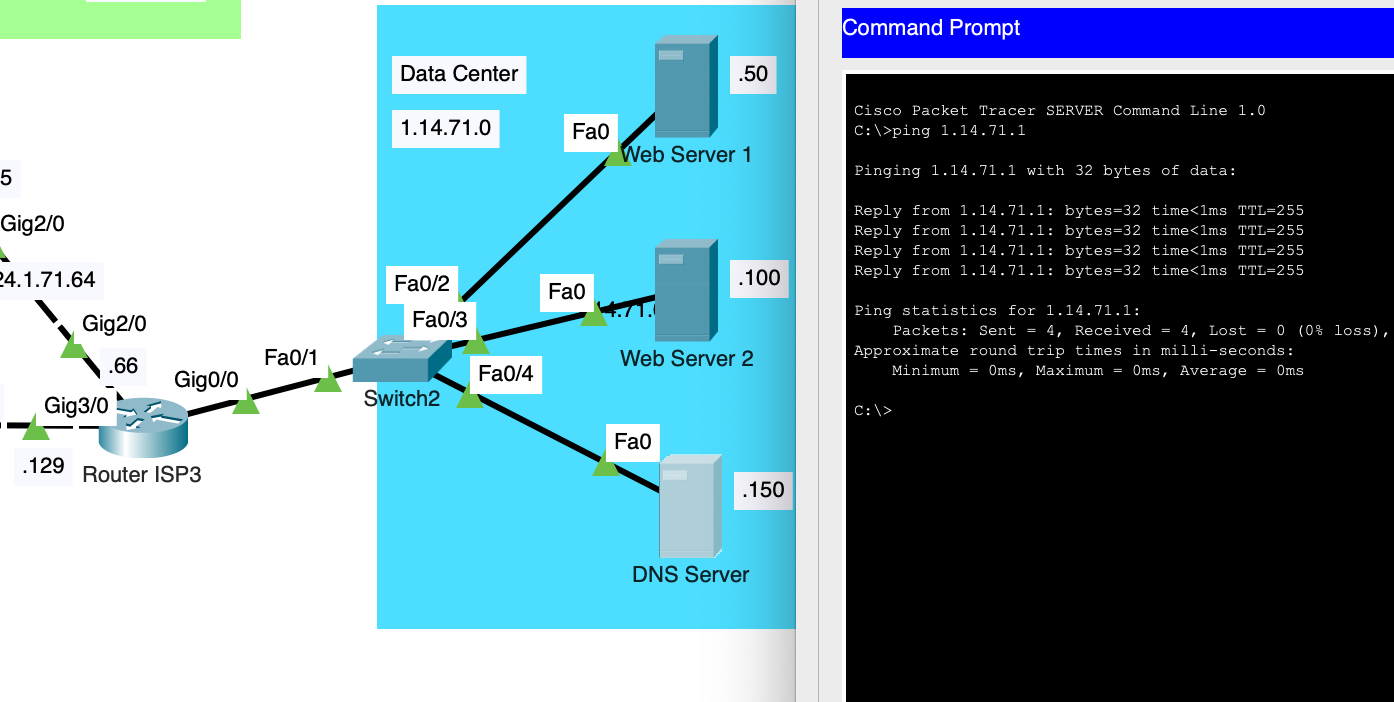 Data Center
1.14.71.0
.50
Fa0
Web Server 1
5
Gig2/0
24.1.71.64
Gig2/0
.66
Gig3/0
.129
Router ISP3
Gig0/0
Fa0/1
Switch2
Fa0/2
Fa0/3
Fa0/4
Fa0
.100
Web Server 2
Fa0
.150
DNS Server
Command Prompt
Cisco Packet Tracer SERVER Command Line 1.0
C:\>ping 1.14.71.1
Pinging 1.14.71.1 with 32 bytes of data:
Reply from 1.14.71.1: bytes=32 time<1ms TTL=255
Reply from 1.14.71.1: bytes=32 time<1ms TTL=255
Reply from 1.14.71.1: bytes=32 time<1ms TTL=255
Reply from 1.14.71.1: bytes=32 time<1ms TTL=255
Ping statistics for 1.14.71.1:
Packets: Sent = 4, Received = 4, Lost = 0 (0% loss),
Approximate round trip times in milli-seconds:
Minimum = 0ms, Maximum = 0ms, Average = 0ms
C:\>